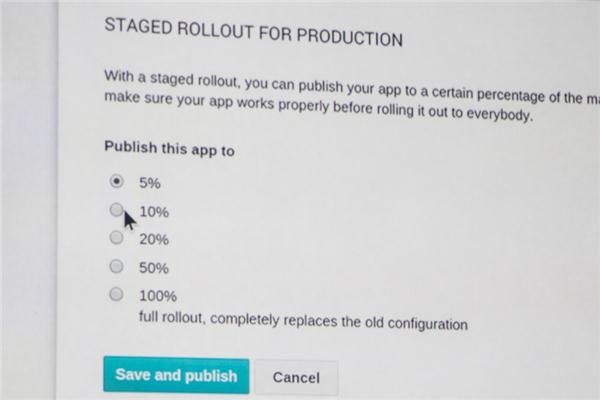 STAGED ROLLOUT FOR PRODUCTION
With a staged rollout, you can publish your app to a certain percentage of the
make sure your app works properly before rolling it out to everybody.
Publish this app to
5%
10%
20%
50%
100%
full rollout, completely replaces the old configuration
Save and publish
Cancel